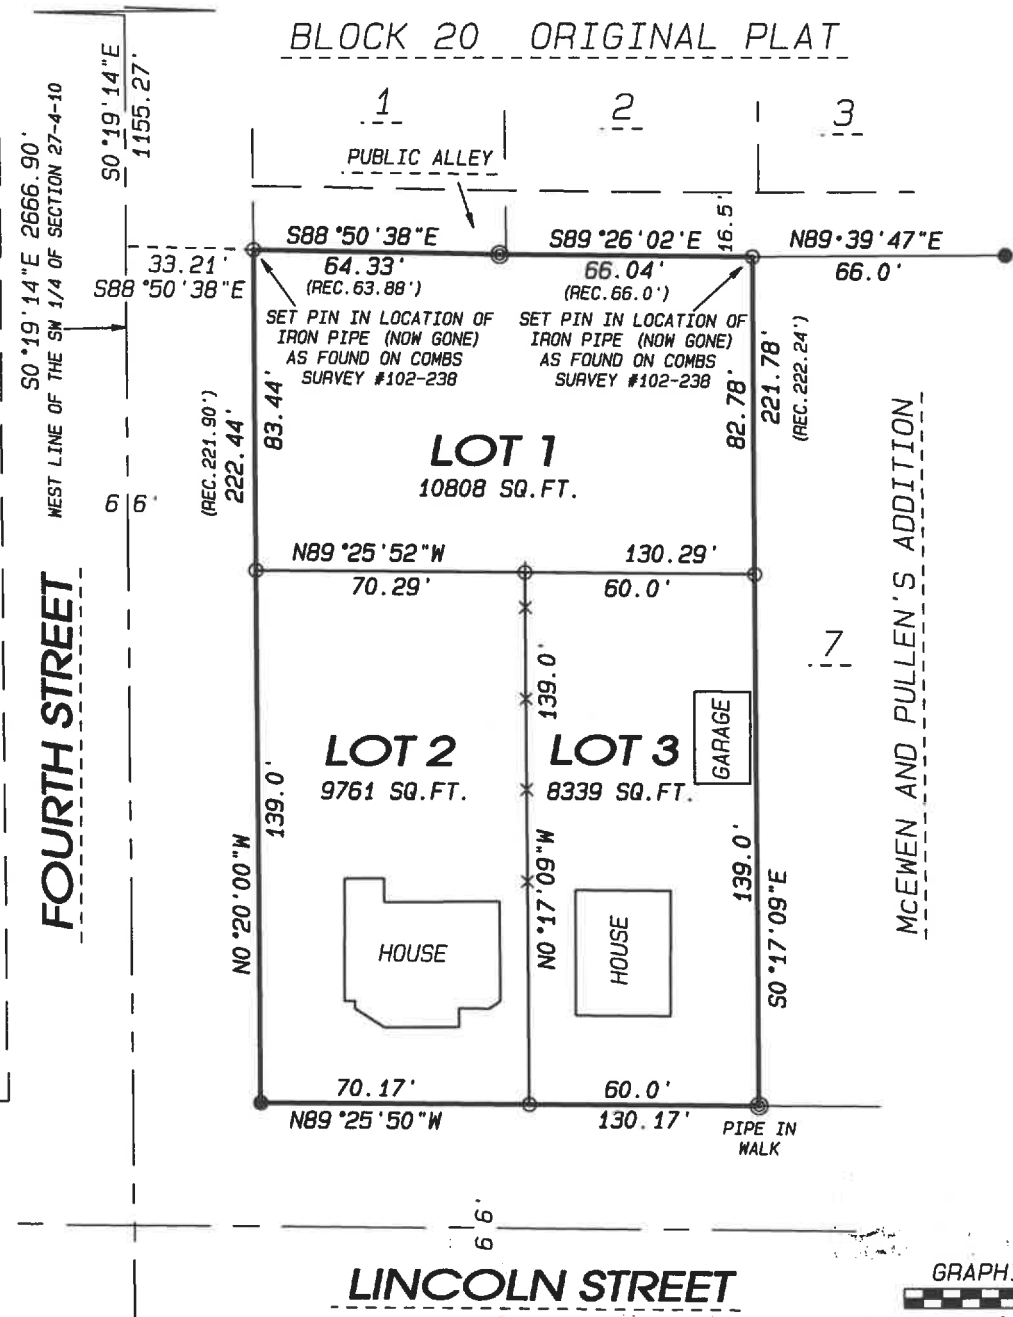 BLOCK 20 ORIGINAL PLAT
1
2
3
PUBLIC ALLEY
S0°19'14"E
1155.27'
S0°19'14"E 2666.90'
WEST LINE OF THE SW 1/4 OF SECTION 27-4-10
33.21'
S88°50'38"E
S88°50'38"E
64.33'
(REC.63.88')
S89°26'02'E
66.04'
(REC.66.0')
16.5'
N89°39'47"E
66.0'
SET PIN IN LOCATION OF
IRON PIPE (NOW GONE)
AS FOUND ON COMBS
SURVEY #102-238
SET PIN IN LOCATION OF
IRON PIPE (NOW GONE)
AS FOUND ON COMBS
SURVEY #102-238
(REC.221.90')
222.44'
83.44'
82.78'
221.78'
(REC.222.24')
LOT 1
10808 SQ.FT.
66'
N89°25'52"W
130.29'
70.29'
60.0'
FOURTH STREET
McEWEN AND PULLEN'S ADDITION
7
139.0'
GARAGE
LOT 2
9761 SQ.FT.
LOT 3
8339 SQ.FT.
139.0'
N0°20'00"W
N0°17'09"W
139.0'
S0°17'09"E
HOUSE
HOUSE
70.17'
60.0'
N89°25'50"W
130.17'
PIPE IN
WALK
66'
LINCOLN STREET
GRAPH